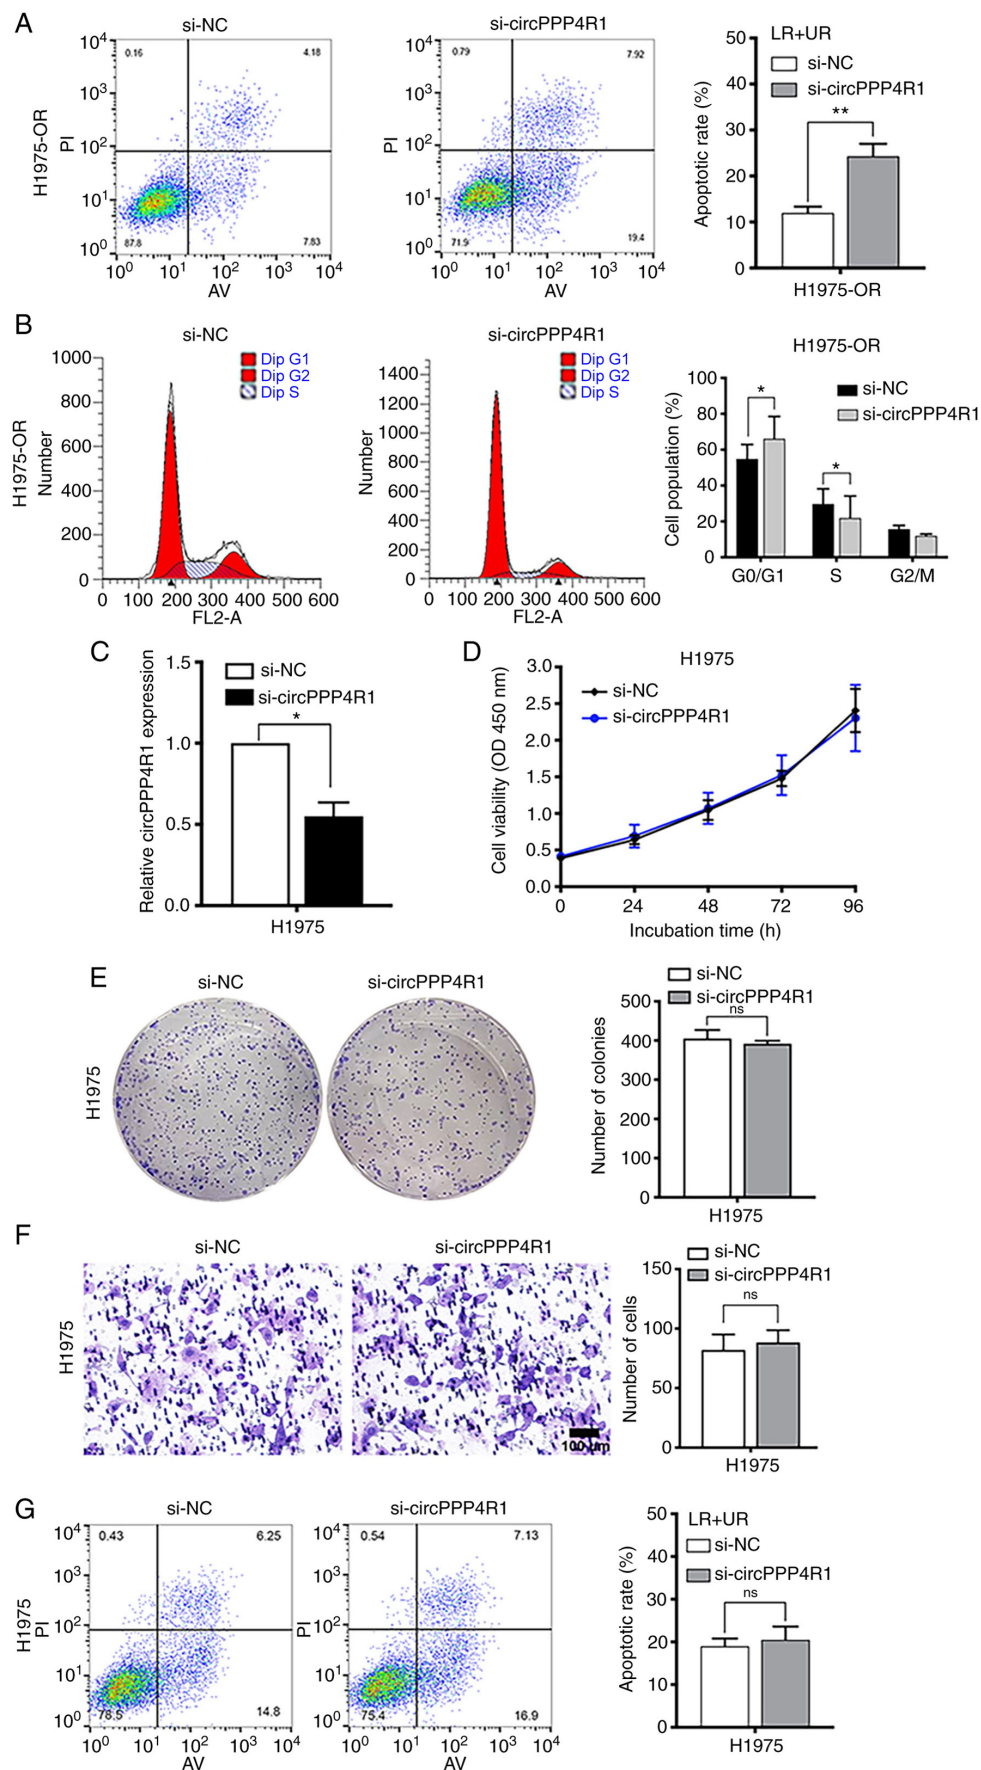 A
si-NC
si-circPPP4R1
H1975-OR
PI
10⁴
10³
10²
10¹
10⁰
0.16
4.18
87.8
7.83
10⁰ 10¹ 10² 10³ 10⁴
AV
PI
10⁴
10³
10²
10¹
10⁰
0.79
7.92
71.9
19.4
10⁰ 10¹ 10² 10³ 10⁴
AV
Apoptotic rate (%)
50
40
30
20
10
0
LR+UR
si-NC
si-circPPP4R1
**
H1975-OR
B
si-NC
si-circPPP4R1
H1975-OR
H1975-OR
Number
1000
800
600
400
200
0
Dip G1
Dip G2
Dip S
0 100 200 300 400 500 600
FL2-A
Number
1400
1200
1000
800
600
400
200
0
Dip G1
Dip G2
Dip S
0 100 200 300 400 500 600
FL2-A
Cell population (%)
100
80
60
40
20
0
si-NC
si-circPPP4R1
*
*
G0/G1 S G2/M
C
Relative circPPP4R1 expression
1.5
1.0
0.5
0.0
si-NC
si-circPPP4R1
*
H1975
D
H1975
Cell viability (OD 450 nm)
3.0
2.5
2.0
1.5
1.0
0.5
0.0
si-NC
si-circPPP4R1
0 24 48 72 96
Incubation time (h)
E
si-NC
si-circPPP4R1
H1975
Number of colonies
si-NC
si-circPPP4R1
ns
500
400
300
200
100
0
H1975
F
si-NC
si-circPPP4R1
H1975
100 µm
Number of cells
si-NC
si-circPPP4R1
ns
150
100
50
0
H1975
G
si-NC
si-circPPP4R1
H1975
PI
10⁴
10³
10²
10¹
10⁰
0.43
6.25
14.8
10⁰ 10¹ 10² 10³ 10⁴
AV
PI
10⁴
10³
10²
10¹
10⁰
0.54
7.13
75.4
16.9
10⁰ 10¹ 10² 10³ 10⁴
AV
Apoptotic rate (%)
50
40
30
20
10
0
LR+UR
si-NC
si-circPPP4R1
ns
H1975